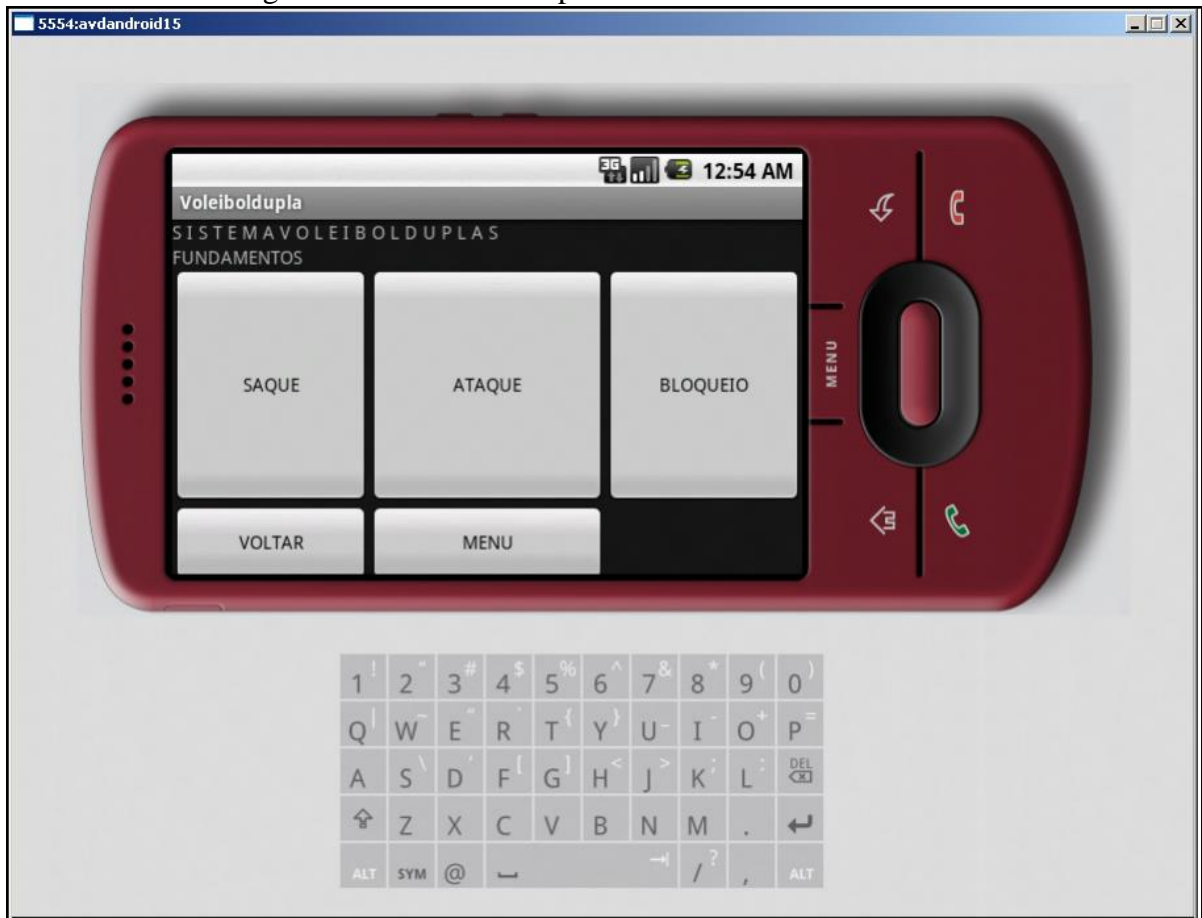 5554:avdandroid15
3G 12:54 AM
Voleiboldupla
S I S T E M A V O L E I B O L D U P L A S
FUNDAMENTOS
SAQUE ATAQUE BLOQUEIO
VOLTAR MENU
MENU
1 ! 2 " 3 # 4 $ 5 % 6 ^ 7 & 8 * 9 ( 0 )
Q | W ~ E " R ` T { Y } U - I - O + P =
A S \ D ´ F [ G ] H < J > K ; L : DEL
Z X C V B N M .
ALT SYM @ / ? , ALT